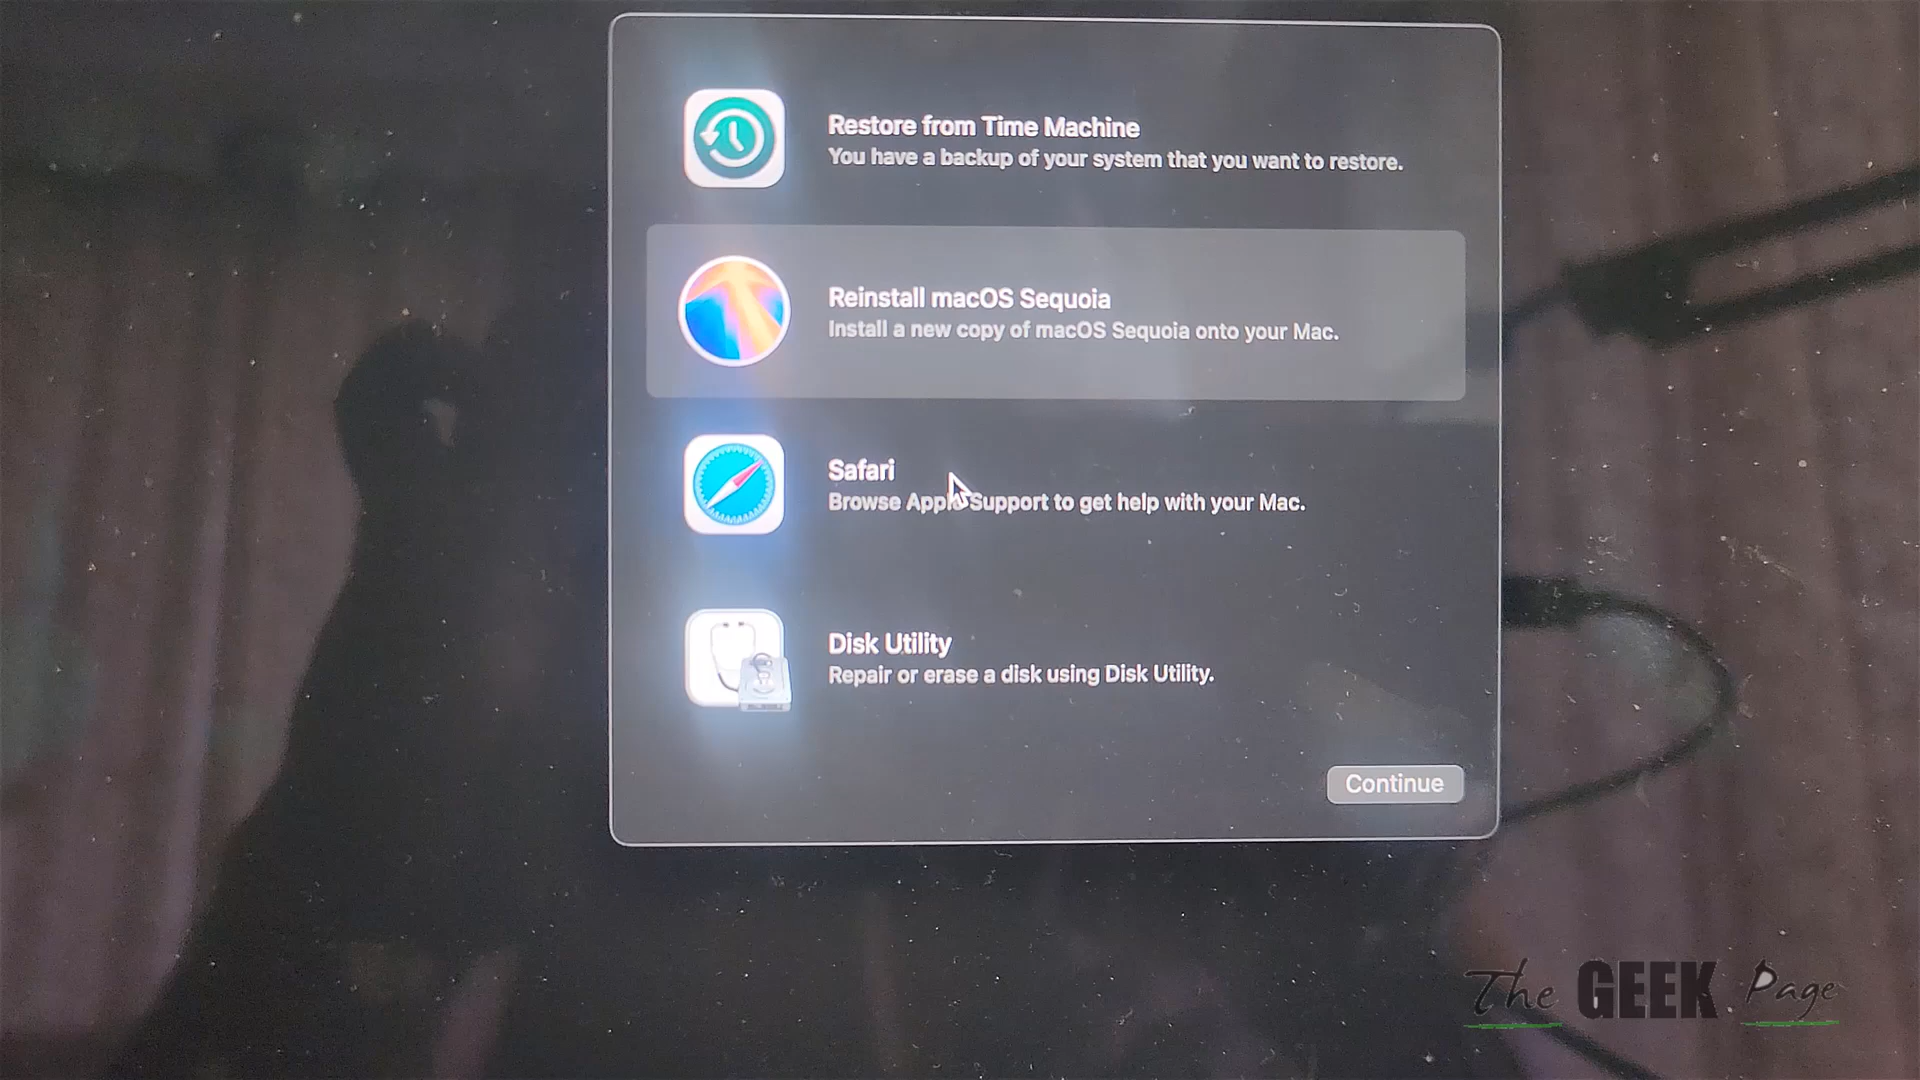 Restore from Time Machine
You have a backup of your system that you want to restore.
Reinstall macOS Sequoia
Install a new copy of macOS Sequoia onto your Mac.
Safari
Browse Apple Support to get help with your Mac.
Disk Utility
Repair or erase a disk using Disk Utility.
Continue
The GEEK Page